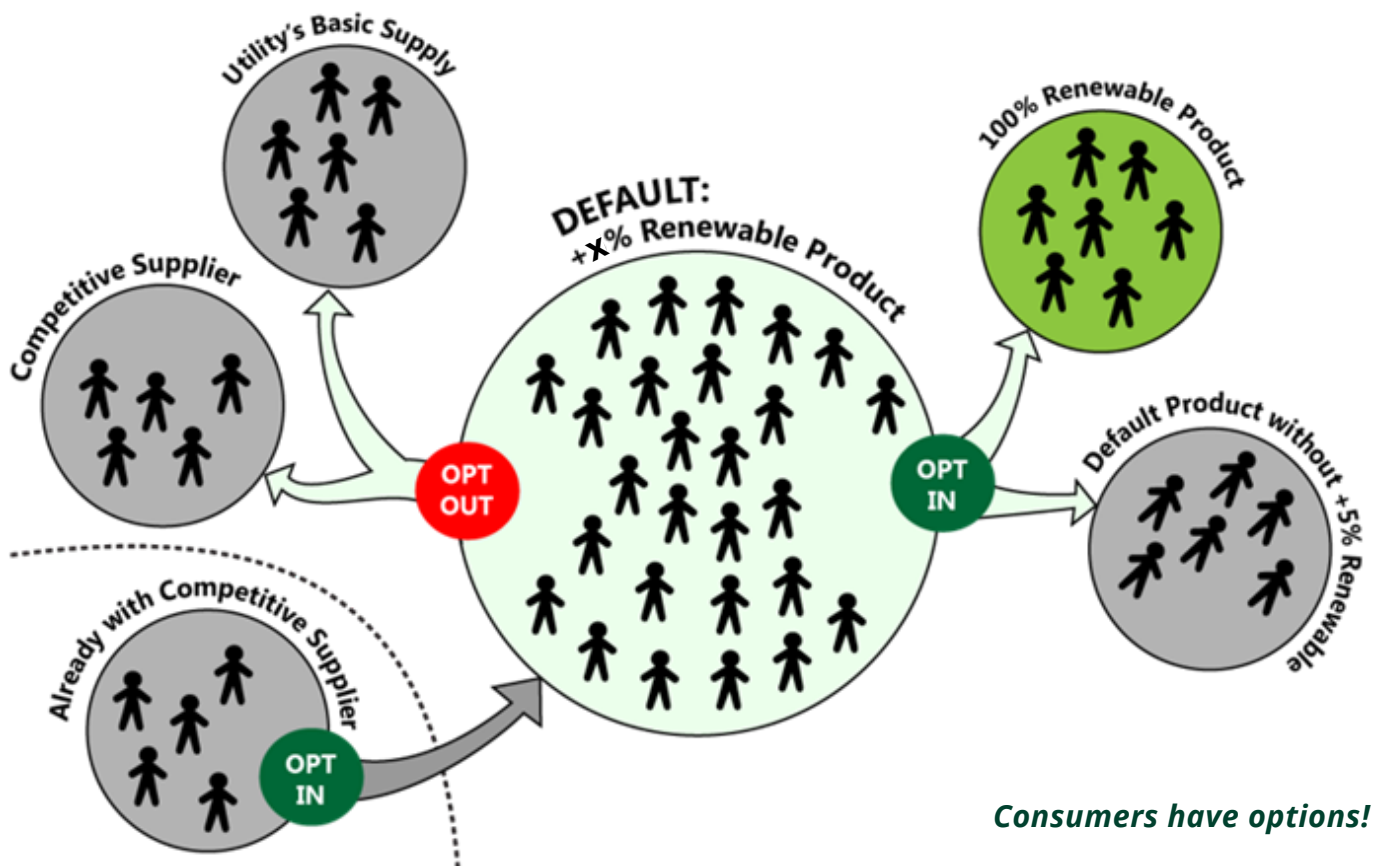 Utility's Basic Supply
Competitive Supplier
DEFAULT:
+x% Renewable Product
100% Renewable Product
Default Product without +5% Renewable
OPT
OUT
OPT
IN
Already with Competitive Supplier
OPT
IN
Consumers have options!